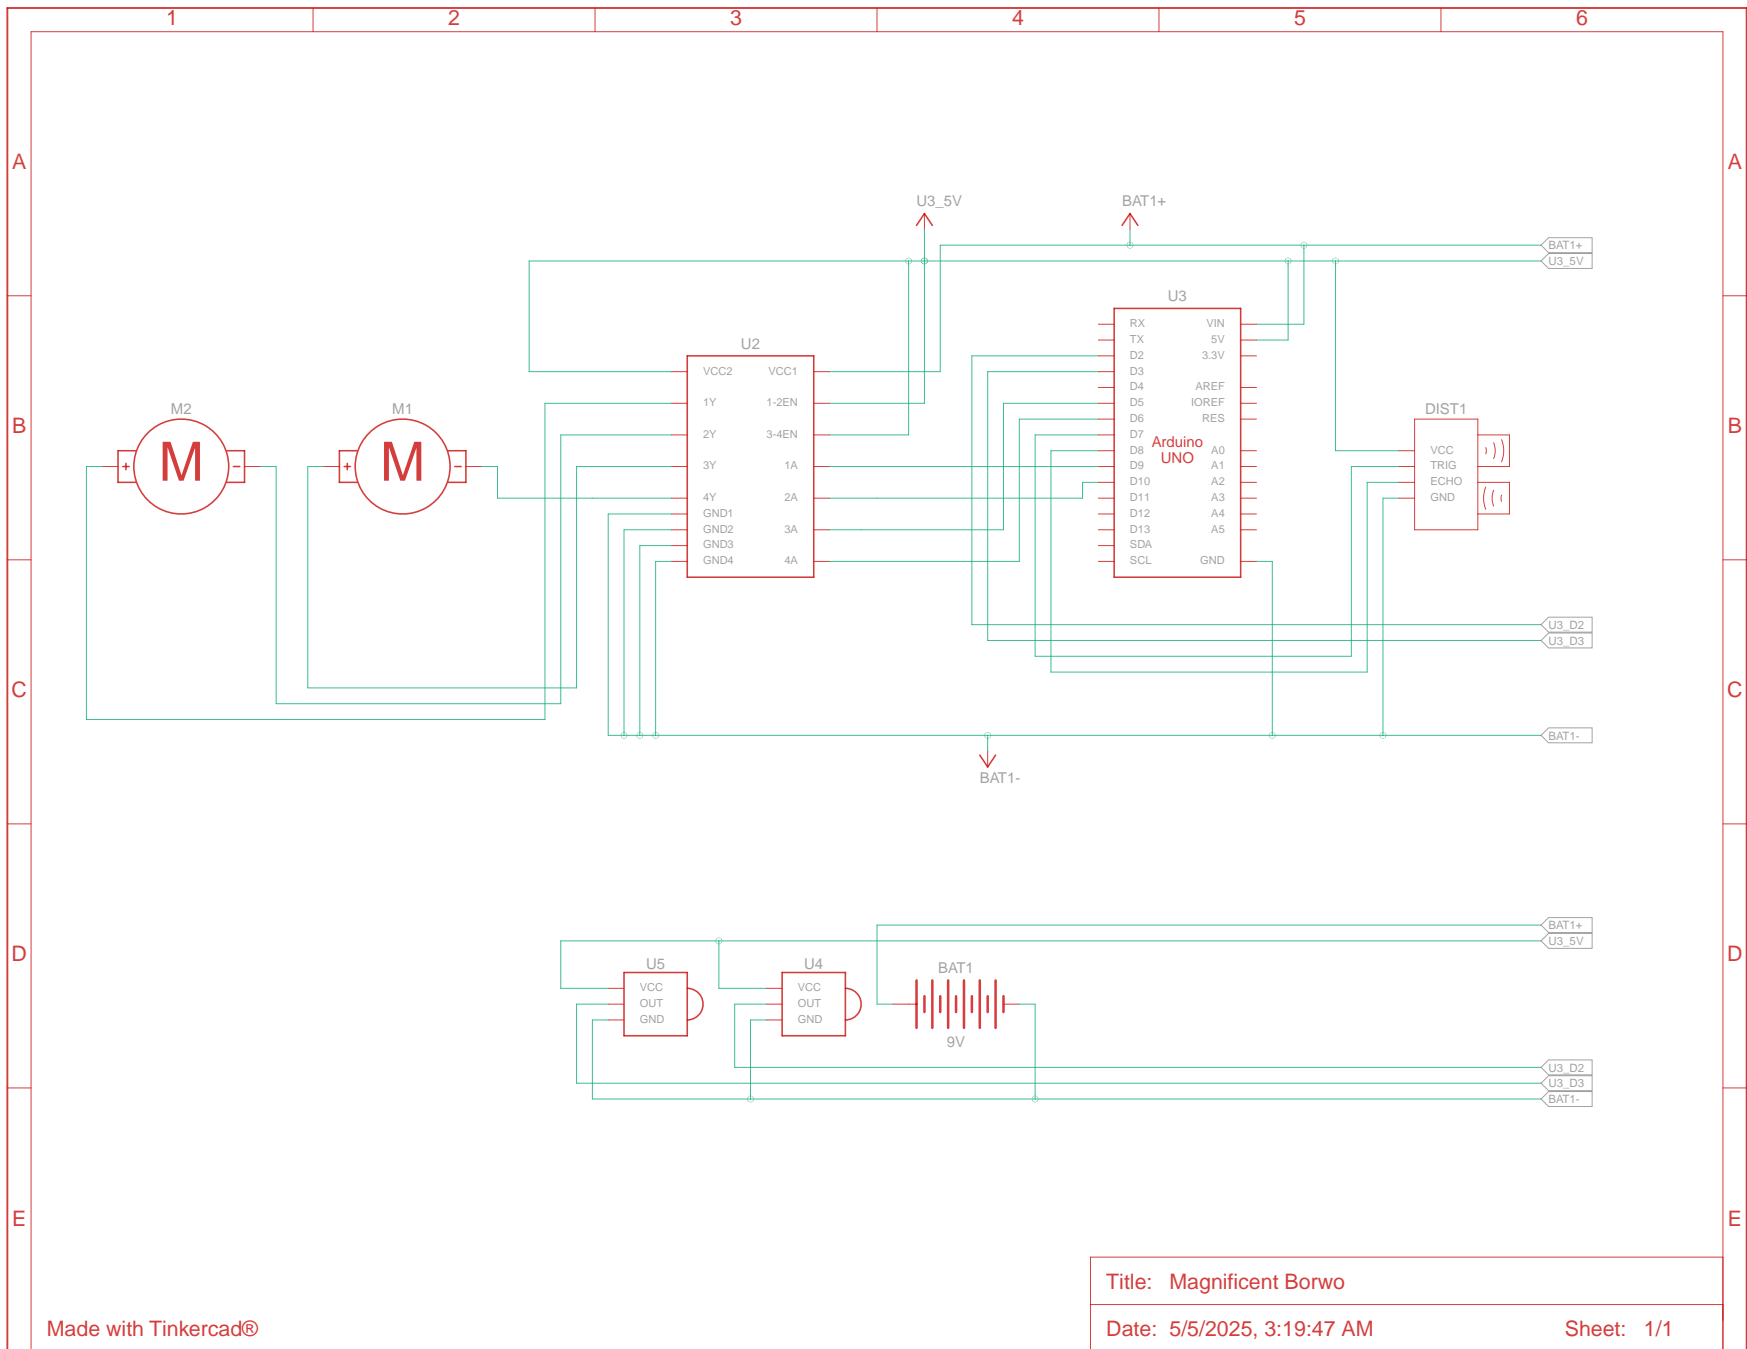 1 2 3 4 5 6
A A
U3_5V BAT1+
BAT1+
U3_5V
B B
U3
RX VIN
TX 5V
D2 3.3V
D3
D4 AREF
D5 IOREF
D6 RES
D7
D8 A0
D9 A1
D10 A2
D11 A3
D12 A4
D13 A5
SDA
SCL GND
Arduino
UNO
U2
VCC2 VCC1
1Y 1-2EN
2Y 3-4EN
3Y 1A
4Y 2A
GND1
GND2 3A
GND3
GND4 4A
M2 M1
+ M -
+ M -
DIST1
VCC
TRIG
ECHO
GND
U3_D2
U3_D3
C C
BAT1-
BAT1-
BAT1+
U3_5V
D D
U5
VCC
OUT
GND
U4
VCC
OUT
GND
BAT1
9V
U3_D2
U3_D3
BAT1-
E E
Title: Magnificent Borwo
Made with Tinkercad®
Date: 5/5/2025, 3:19:47 AM Sheet: 1/1